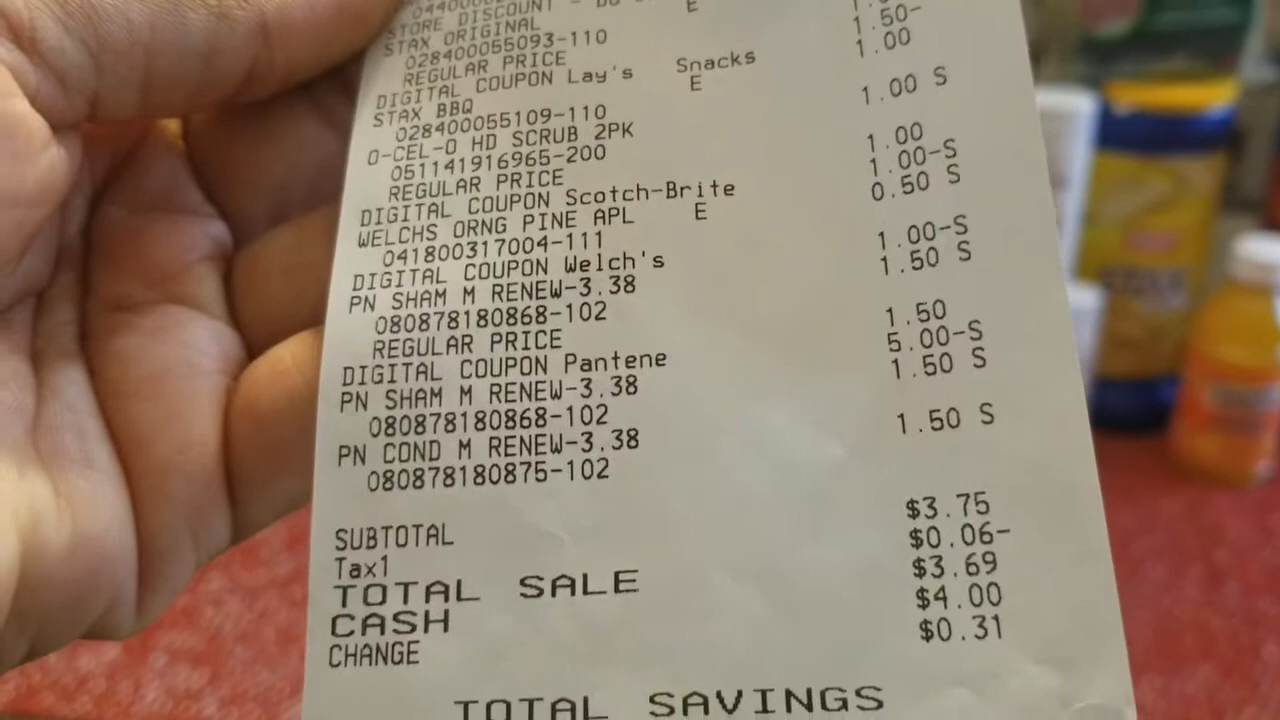 STORE DISCOUNT -
STAX ORIGINAL E 1.50-
028400055093-110 1.00
REGULAR PRICE
DIGITAL COUPON Lay's Snacks
STAX BBQ E 1.00 S
028400055109-110
O-CEL-O HD SCRUB 2PK 1.00
051141916965-200 1.00-S
REGULAR PRICE 0.50 S
DIGITAL COUPON Scotch-Brite
WELCHS ORNG PINE APL E 1.00-S
041800317004-111 1.50 S
DIGITAL COUPON Welch's
PN SHAM M RENEW-3.38 1.50
080878180868-102 5.00-S
REGULAR PRICE 1.50 S
DIGITAL COUPON Pantene
PN SHAM M RENEW-3.38 1.50 S
080878180868-102
PN COND M RENEW-3.38
080878180875-102
SUBTOTAL $3.75
Tax1 $0.06-
TOTAL SALE $3.69
CASH $4.00
CHANGE $0.31
TOTAL SAVINGS